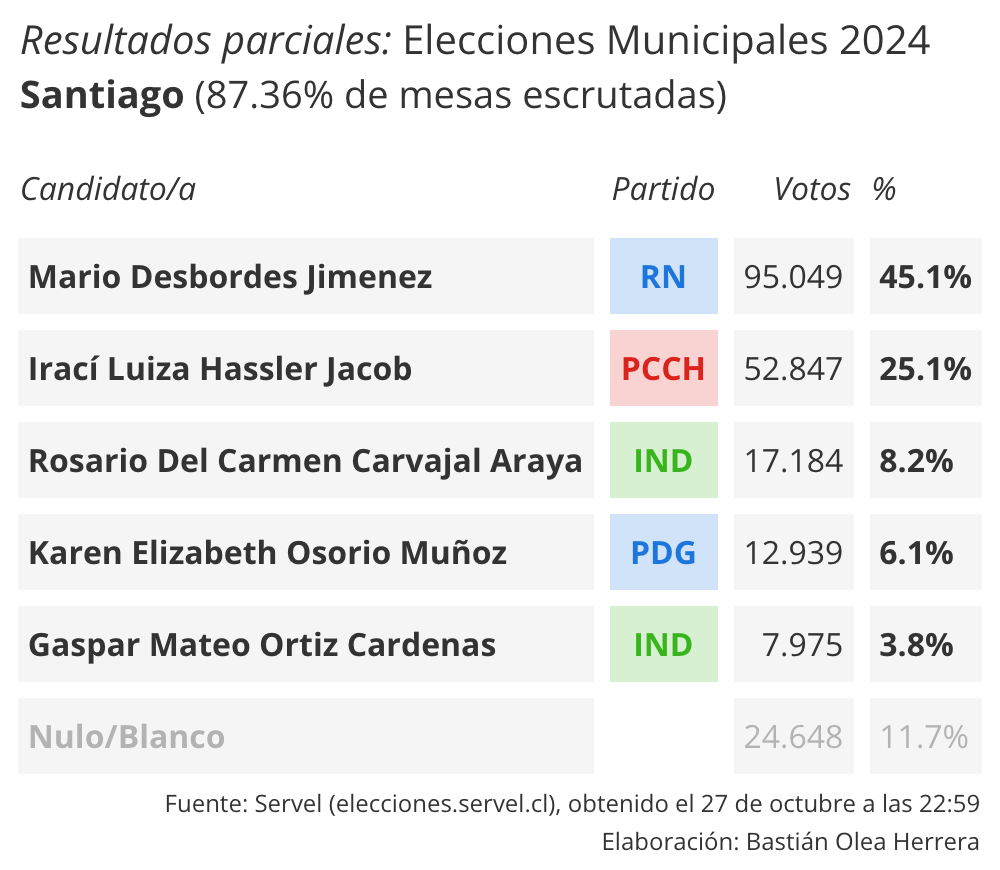 Resultados parciales: Elecciones Municipales 2024
Santiago (87.36% de mesas escrutadas)
Candidato/a Partido Votos %
Mario Desbordes Jimenez RN 95.049 45.1%
Irací Luiza Hassler Jacob PCCH 52.847 25.1%
Rosario Del Carmen Carvajal Araya IND 17.184 8.2%
Karen Elizabeth Osorio Muñoz PDG 12.939 6.1%
Gaspar Mateo Ortiz Cardenas IND 7.975 3.8%
Nulo/Blanco 24.648 11.7%
Fuente: Servel (elecciones.servel.cl), obtenido el 27 de octubre a las 22:59
Elaboración: Bastián Olea Herrera